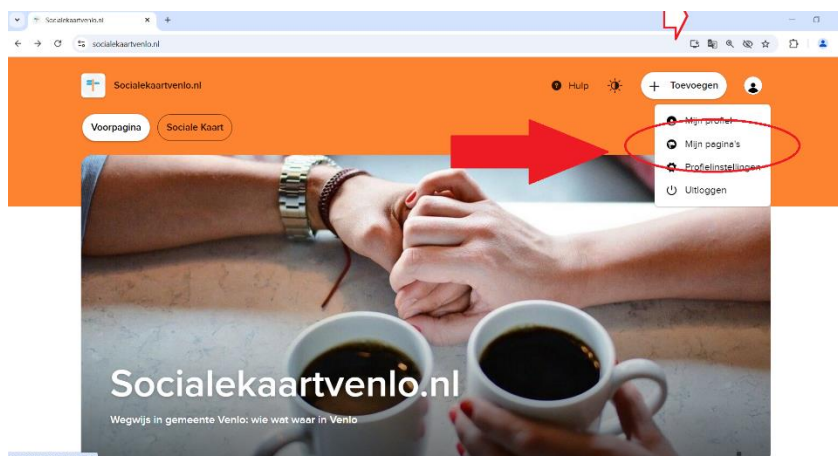 Socialekaartvenlo.nl
socialekaartvenlo.nl
Socialekaartvenlo.nl
Hulp
Toevoegen
Voorpagina
Sociale Kaart
Mijn profiel
Mijn pagina's
Profielinstellingen
Uitloggen
Socialekaartvenlo.nl
Wegwijs in gemeente Venlo: wie wat waar in Venlo